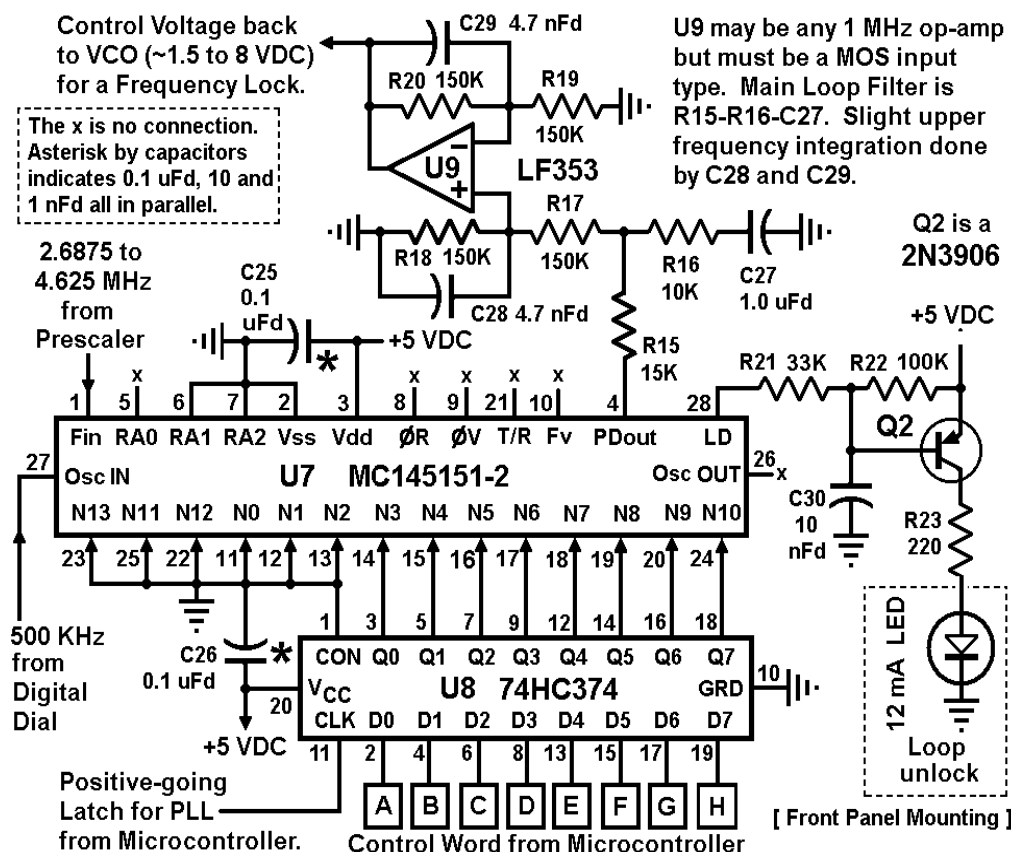 Control Voltage back
to VCO (~1.5 to 8 VDC)
for a Frequency Lock.
The x is no connection.
Asterisk by capacitors
indicates 0.1 uFd, 10 and
1 nFd all in parallel.
C29 4.7 nFd
R20 150K
R19
150K
U9
LF353
U9 may be any 1 MHz op-amp
but must be a MOS input
type. Main Loop Filter is
R15-R16-C27. Slight upper
frequency integration done
by C28 and C29.
R18 150K
C28 4.7 nFd
R17
150K
R16
10K
C27
1.0 uFd
R15
15K
Q2 is a
2N3906
+5 VDC
2.6875 to
4.625 MHz
from
Prescaler
C25
0.1
uFd
*
+5 VDC
x x x x x
1 5 6 7 2 3 8 9 21 10 4 28
Fin RA0 RA1 RA2 Vss Vdd ØR ØV T/R Fv PDout LD
27
Osc IN
U7 MC145151-2
Osc OUT
26
x
N13 N11 N12 N0 N1 N2 N3 N4 N5 N6 N7 N8 N9 N10
23 25 22 11 12 13 14 15 16 17 18 19 20 24
R21 33K
R22 100K
Q2
C30
10
nFd
R23
220
12 mA LED
Loop
unlock
[ Front Panel Mounting ]
500 KHz
from
Digital
Dial
C26
0.1 uFd
*
+5 VDC
1 3 5 7 9 12 14 16 18
CON Q0 Q1 Q2 Q3 Q4 Q5 Q6 Q7
20
VCC
U8 74HC374
GRD
10
CLK D0 D1 D2 D3 D4 D5 D6 D7
11 2 4 6 8 13 15 17 19
A B C D E F G H
Positive-going
Latch for PLL
from Microcontroller.
Control Word from Microcontroller